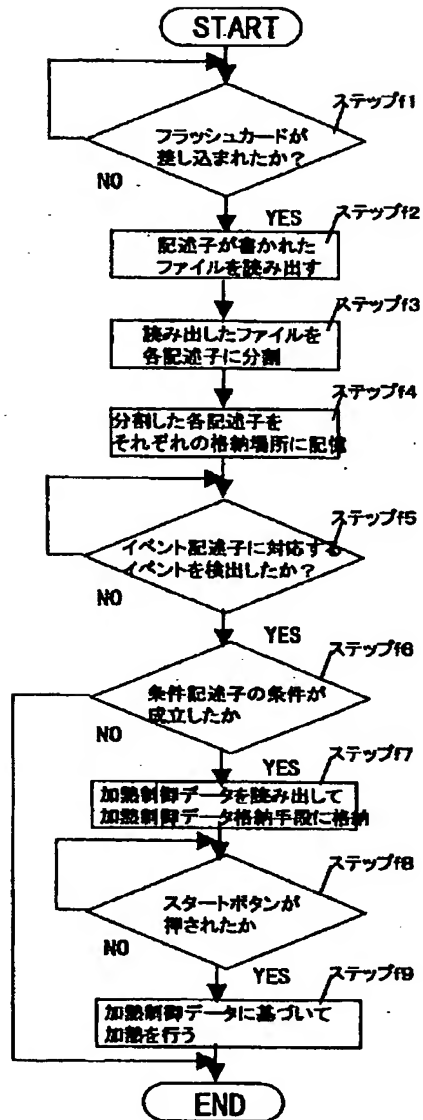 START
ステップf1
フラッシュカードが
差し込まれたか?
NO
YES
ステップf2
記述子が書かれた
ファイルを読み出す
ステップf3
読み出したファイルを
各記述子に分割
ステップf4
分割した各記述子を
それぞれの格納場所に記憶
ステップf5
イベント記述子に対応する
イベントを検出したか?
NO
YES
ステップf6
条件記述子の条件が
成立したか
NO
YES
ステップf7
加熱制御データを読み出して
加熱制御データ格納手段に格納
ステップf8
スタートボタンが
押されたか
NO
YES
ステップf9
加熱制御データに基づいて
加熱を行う
END